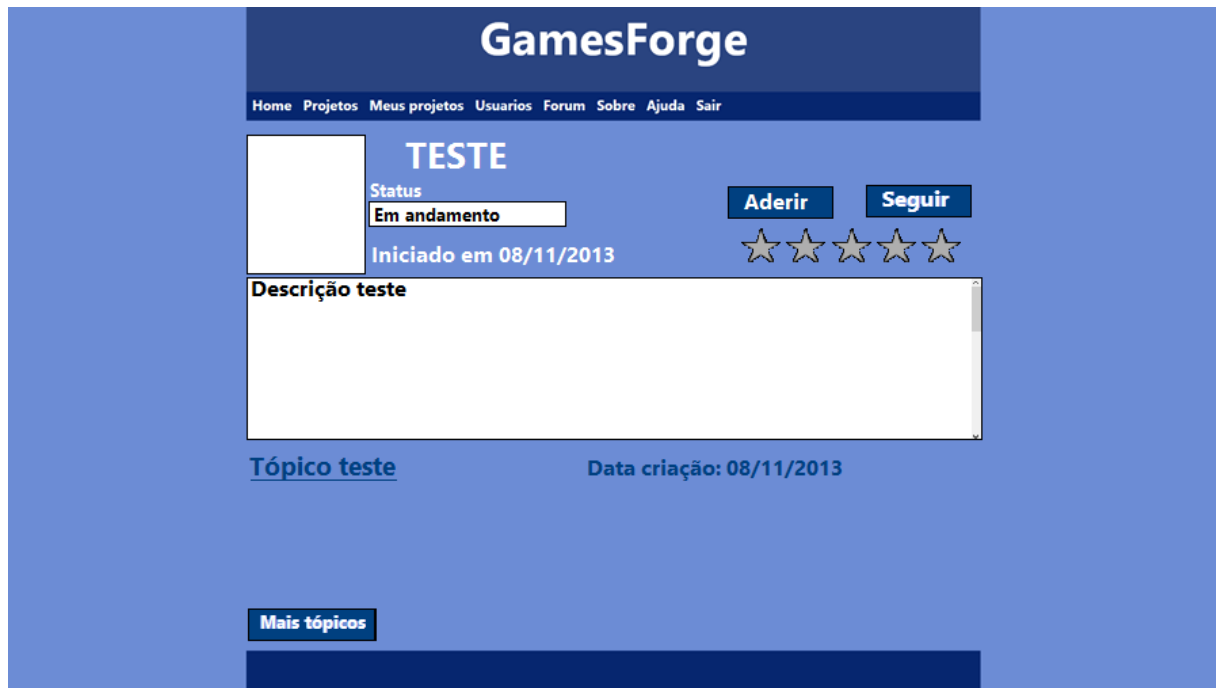 GamesForge
Home Projetos Meus projetos Usuarios Forum Sobre Ajuda Sair
TESTE
Status
Em andamento
Aderir Seguir
Iniciado em 08/11/2013
Descrição teste
Tópico teste Data criação: 08/11/2013
Mais tópicos